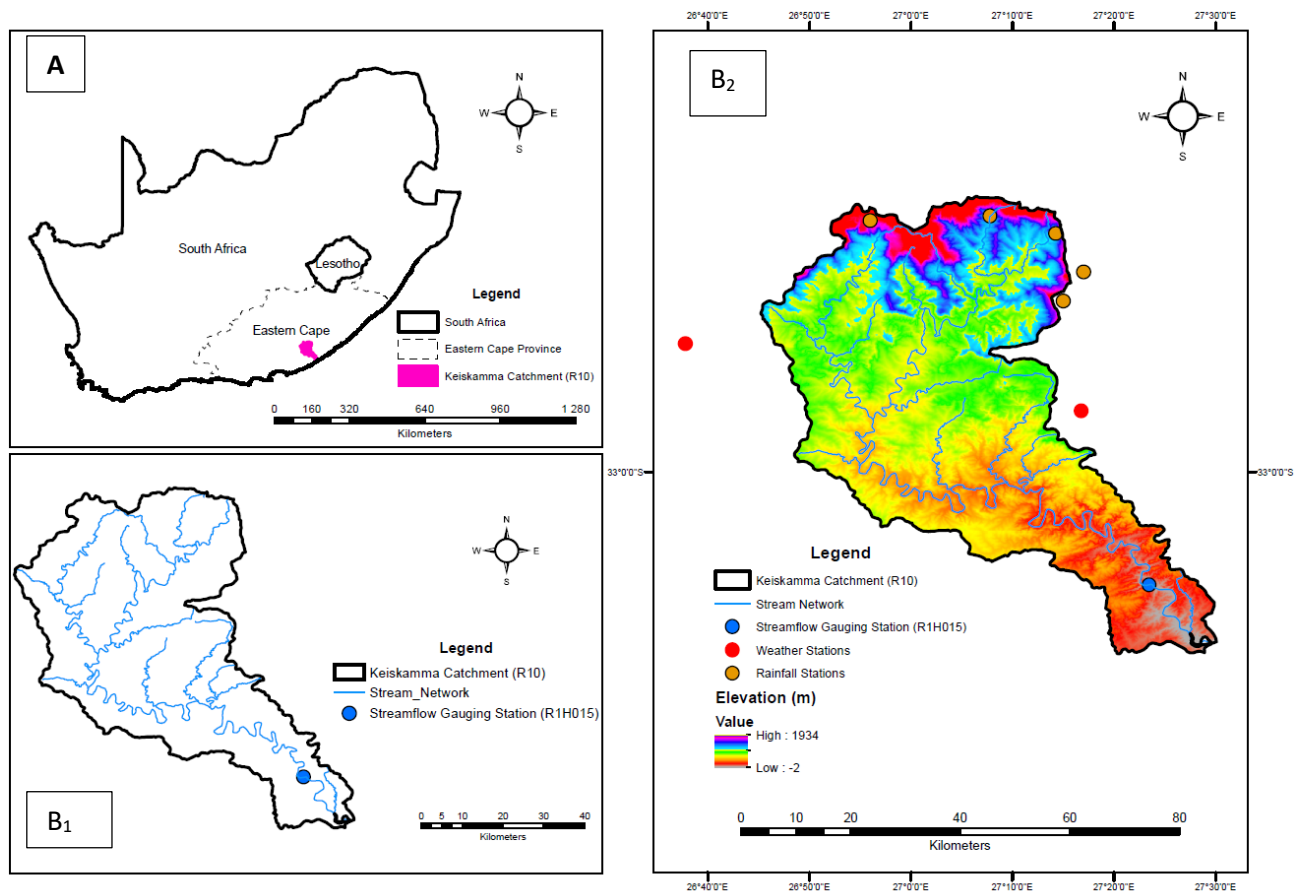 A
N
W E
S
South Africa
Lesotho
Eastern Cape
Legend
South Africa
Eastern Cape Province
Keiskamma Catchment (R10)
0 160 320 640 960 1 280
Kilometers
N
W E
S
Legend
Keiskamma Catchment (R10)
Stream_Network
Streamflow Gauging Station (R1H015)
B1
0 5 10 20 30 40
Kilometers
26°40'0"E 26°50'0"E 27°0'0"E 27°10'0"E 27°20'0"E 27°30'0"E
B2
N
W E
S
33°0'0"S 33°0'0"S
Legend
Keiskamma Catchment (R10)
Stream Network
Streamflow Gauging Station (R1H015)
Weather Stations
Rainfall Stations
Elevation (m)
Value
High : 1934
Low : -2
0 10 20 40 60 80
Kilometers
26°40'0"E 26°50'0"E 27°0'0"E 27°10'0"E 27°20'0"E 27°30'0"E